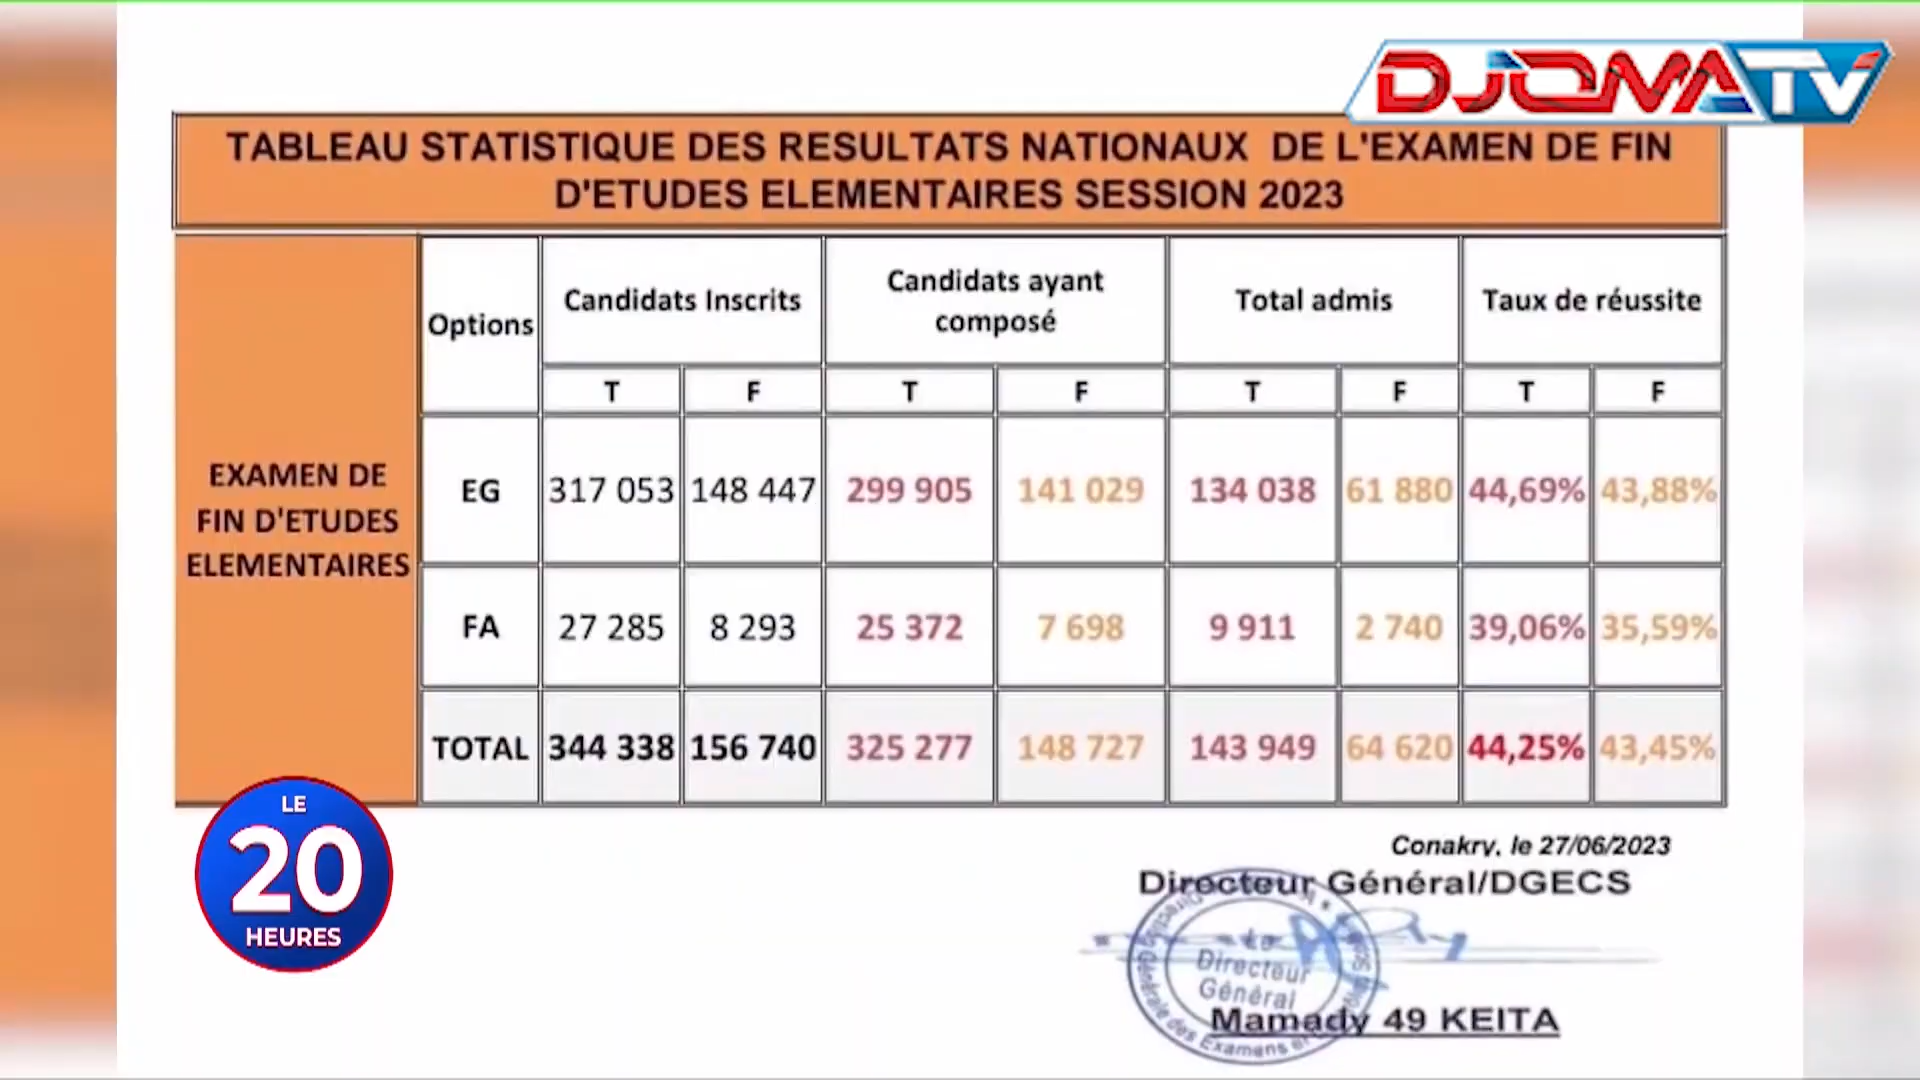 DJOMA TV
TABLEAU STATISTIQUE DES RESULTATS NATIONAUX DE L'EXAMEN DE FIN
D'ETUDES ELEMENTAIRES SESSION 2023
EXAMEN DE
FIN D'ETUDES
ELEMENTAIRES
Options
Candidats Inscrits
Candidats ayant
composé
Total admis
Taux de réussite
T F T F T F T F
EG 317 053 148 447 299 905 141 029 134 038 61 880 44,69% 43,88%
FA 27 285 8 293 25 372 7 698 9 911 2 740 39,06% 35,59%
TOTAL 344 338 156 740 325 277 148 727 143 949 64 620 44,25% 43,45%
LE
20
HEURES
Conakry, le 27/06/2023
Directeur Général/DGECS
Le
Directeur
Général
Générale des Examens et
Mamady 49 KEITA